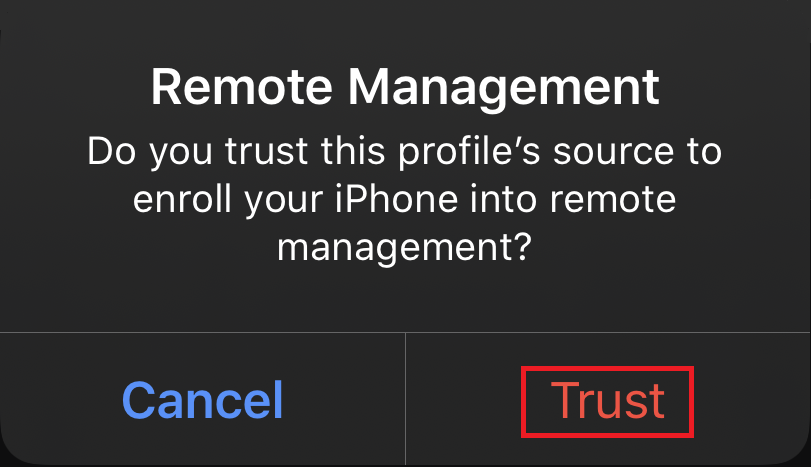 Remote Management
Do you trust this profile’s source to
enroll your iPhone into remote
management?
Cancel
Trust